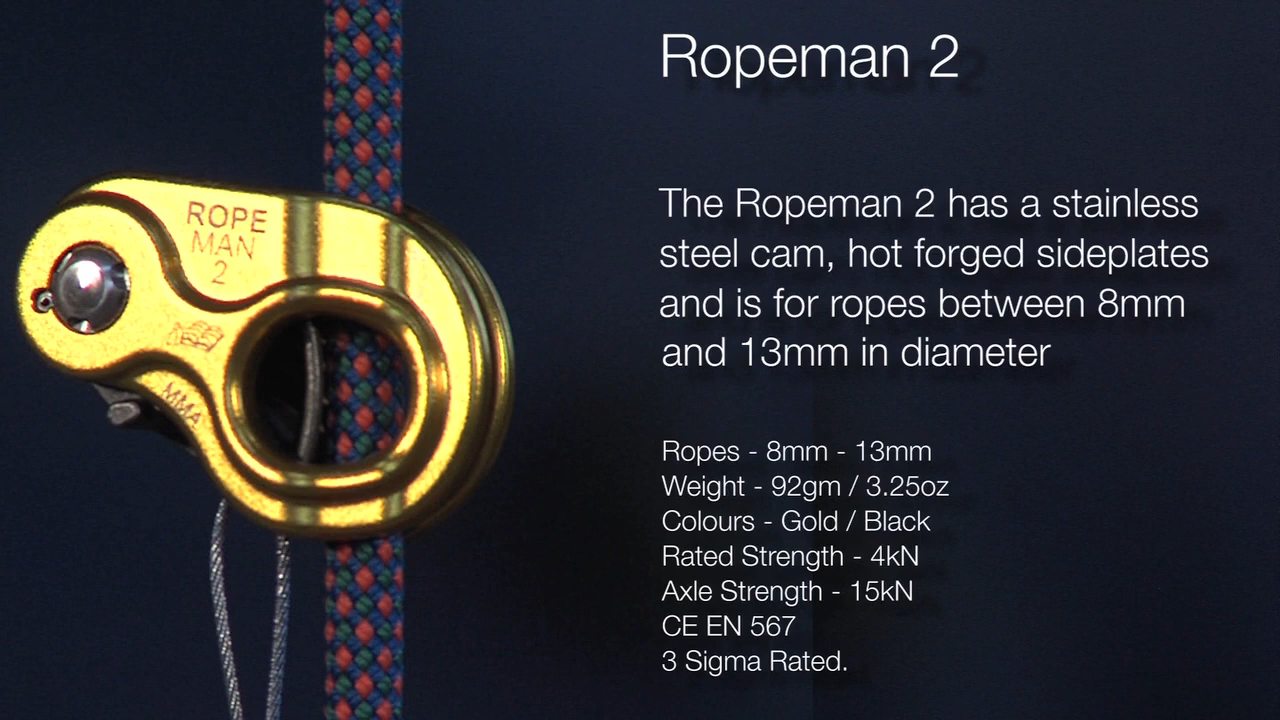 ROPE
MAN
2
MMA
Ropeman 2
The Ropeman 2 has a stainless
steel cam, hot forged sideplates
and is for ropes between 8mm
and 13mm in diameter
Ropes - 8mm - 13mm
Weight - 92gm / 3.25oz
Colours - Gold / Black
Rated Strength - 4kN
Axle Strength - 15kN
CE EN 567
3 Sigma Rated.